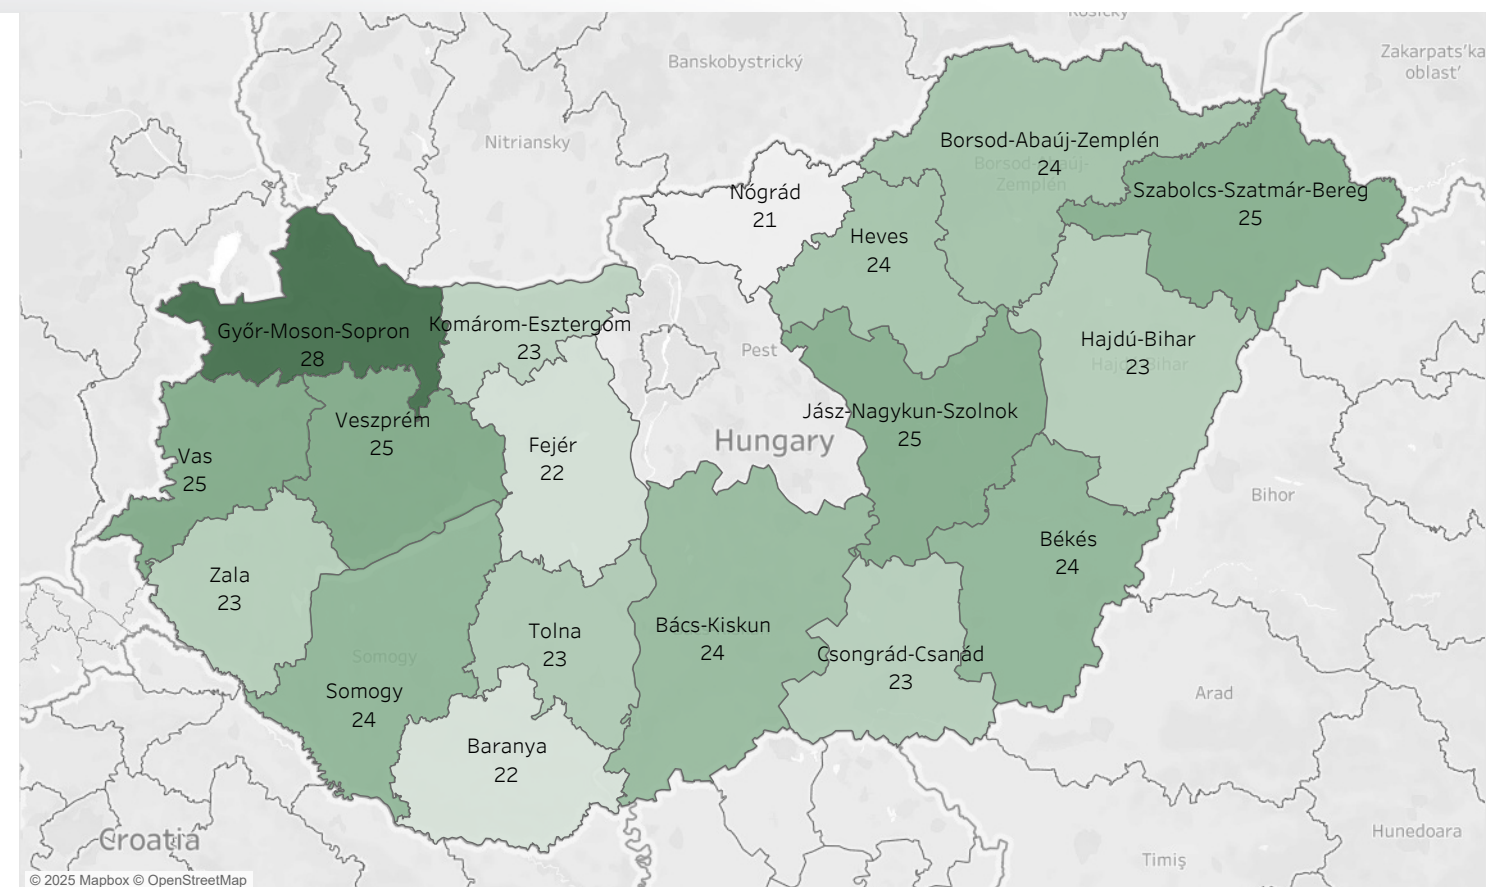 Košický
Banskobystrický
Zakarpats'ka
oblast'
Nitriansky
Borsod-Abaúj-Zemplén
24
Borsod-Abaúj-
Zemplén
Nógrád
21
Szabolcs-Szatmár-Bereg
25
Heves
24
Győr-Moson-Sopron
28
Komárom-Esztergom
23
Pest
Hajdú-Bihar
23
Hajdú-Bihar
Veszprém
25
Jász-Nagykun-Szolnok
25
Hungary
Fejér
22
Vas
25
Bihor
Békés
24
Zala
23
Tolna
23
Bács-Kiskun
24
Csongrád-Csanád
23
Somogy
Somogy
24
Arad
Baranya
22
Croatia
Hunedoara
Timiş
© 2025 Mapbox © OpenStreetMap